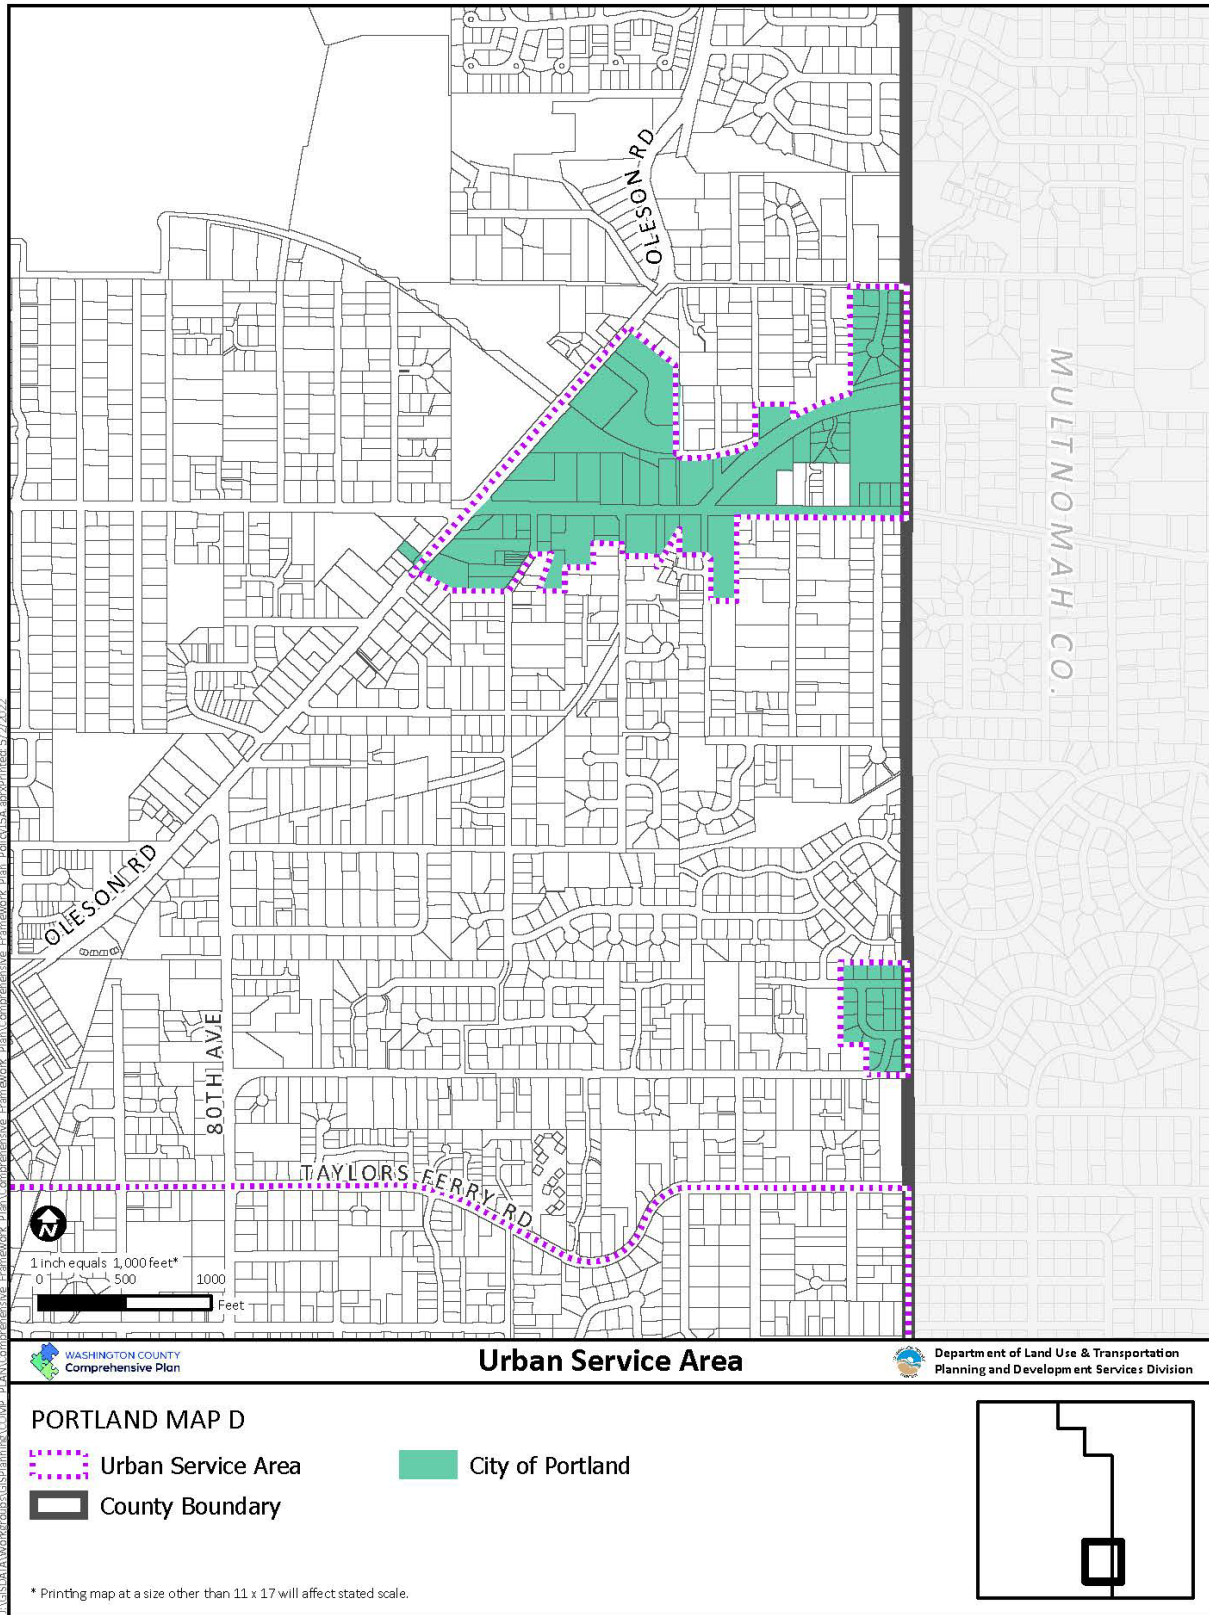 OLESON RD
MULTNOMAH CO.
OLESON RD
80TH AVE
TAYLORS FERRY RD
N
1 inch equals 1,000 feet*
0 500 1000
Feet
WASHINGTON COUNTY
Comprehensive Plan
Urban Service Area
Department of Land Use & Transportation
Planning and Development Services Division
PORTLAND MAP D
Urban Service Area
City of Portland
County Boundary
* Printing map at a size other than 11 x 17 will affect stated scale.